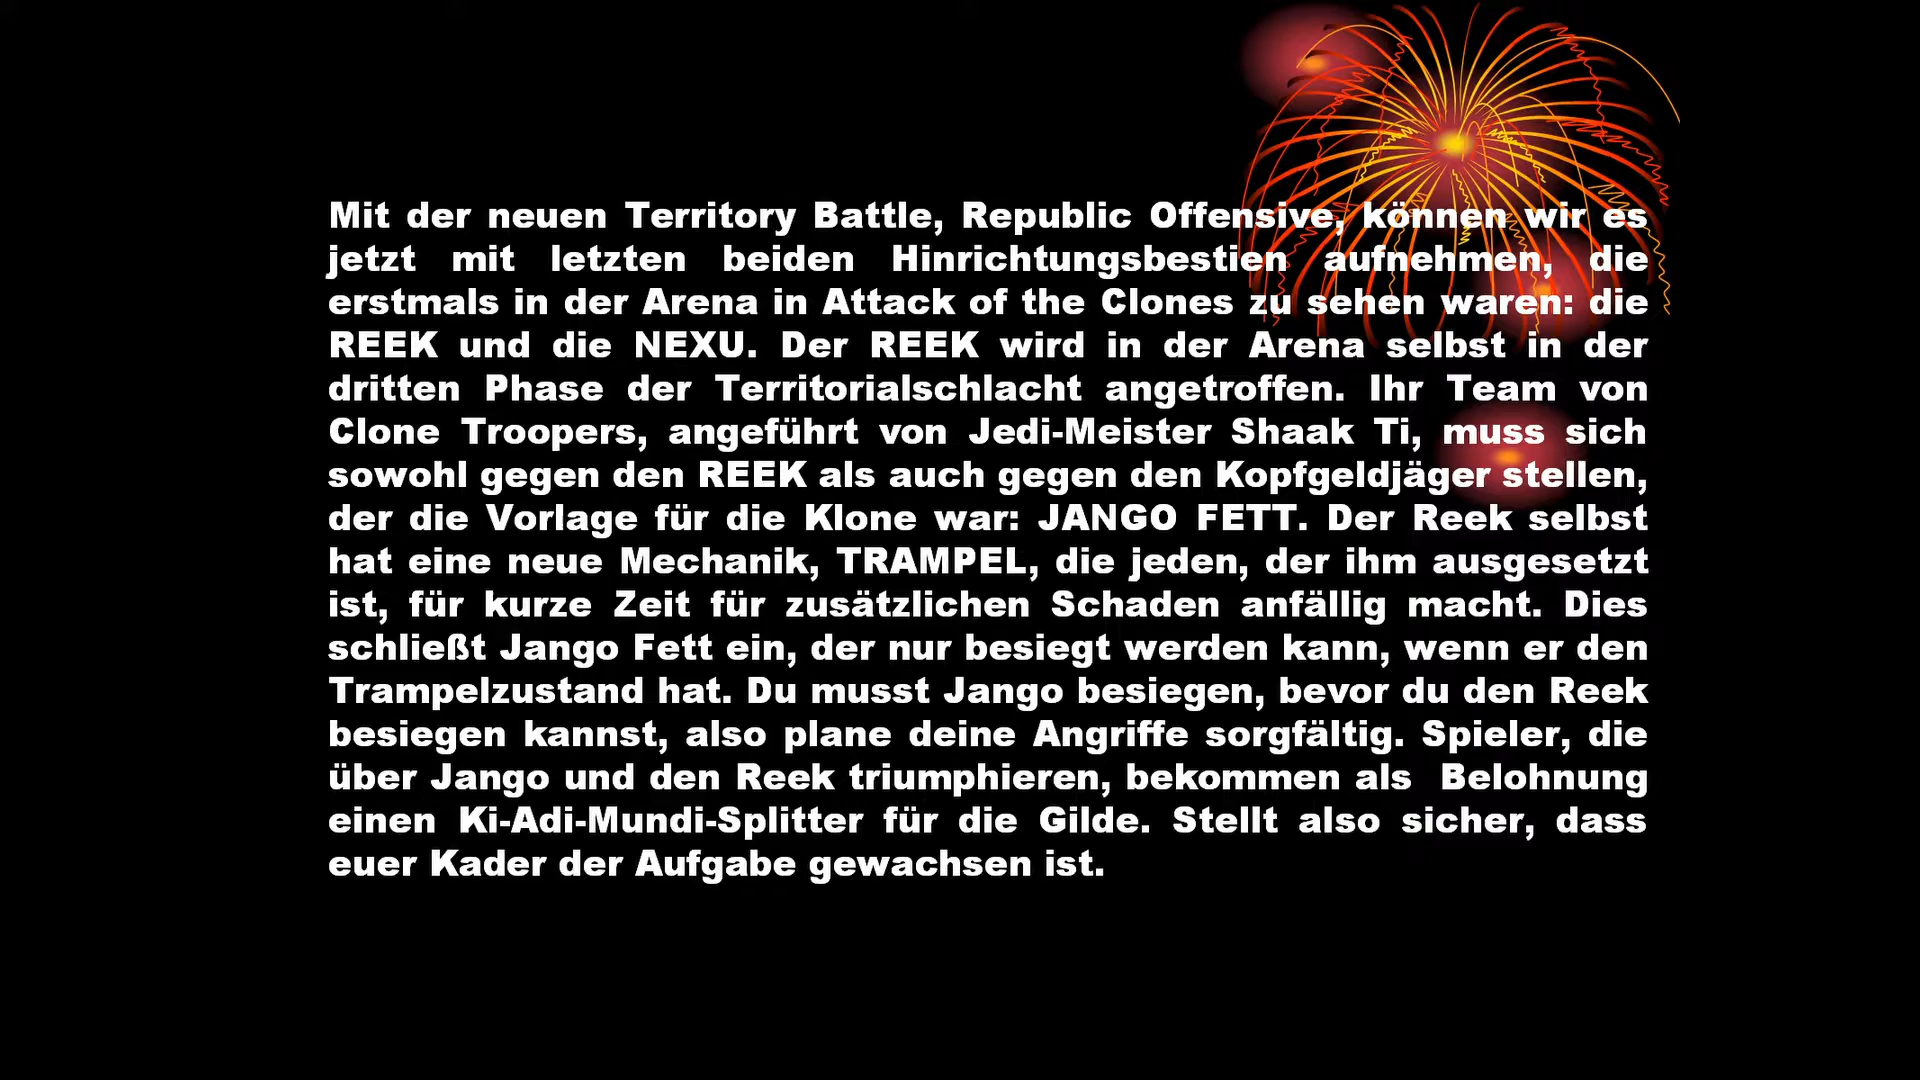 Mit der neuen Territory Battle, Republic Offensive, können wir es
jetzt mit letzten beiden Hinrichtungsbestien aufnehmen, die
erstmals in der Arena in Attack of the Clones zu sehen waren: die
REEK und die NEXU. Der REEK wird in der Arena selbst in der
dritten Phase der Territorialschlacht angetroffen. Ihr Team von
Clone Troopers, angeführt von Jedi-Meister Shaak Ti, muss sich
sowohl gegen den REEK als auch gegen den Kopfgeldjäger stellen,
der die Vorlage für die Klone war: JANGO FETT. Der Reek selbst
hat eine neue Mechanik, TRAMPEL, die jeden, der ihm ausgesetzt
ist, für kurze Zeit für zusätzlichen Schaden anfällig macht. Dies
schließt Jango Fett ein, der nur besiegt werden kann, wenn er den
Trampelzustand hat. Du musst Jango besiegen, bevor du den Reek
besiegen kannst, also plane deine Angriffe sorgfältig. Spieler, die
über Jango und den Reek triumphieren, bekommen als Belohnung
einen Ki-Adi-Mundi-Splitter für die Gilde. Stellt also sicher, dass
euer Kader der Aufgabe gewachsen ist.